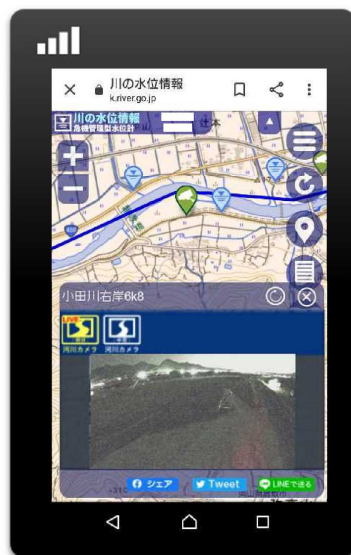 川の水位情報
k.river.go.jp
川の水位情報
危機管理型水位計
辻本
小田川右岸6k8
LIVE
河川カメラ
河川カメラ
シェア
Tweet
LINEで送る